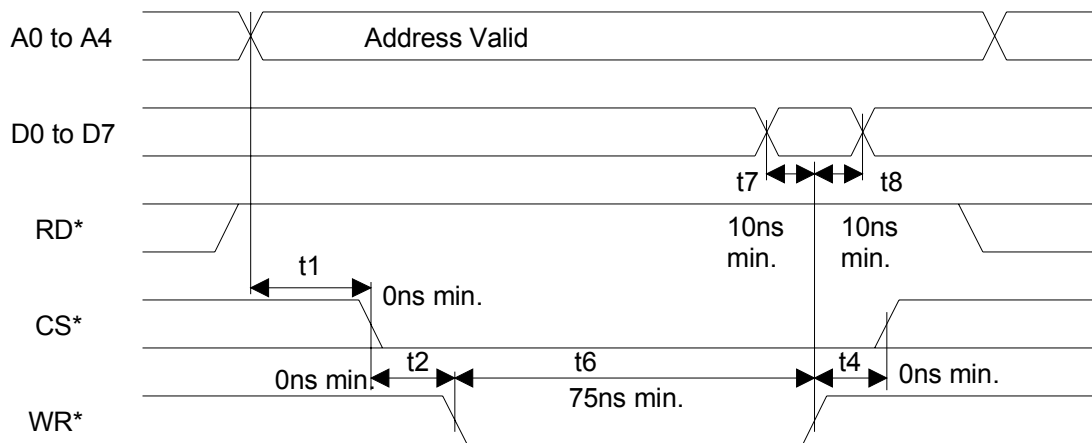 A0 to A4
Address Valid
D0 to D7
t7
t8
RD*
10ns
min.
10ns
min.
t1
0ns min.
CS*
t2
t6
t4
0ns min.
75ns min.
0ns min.
WR*